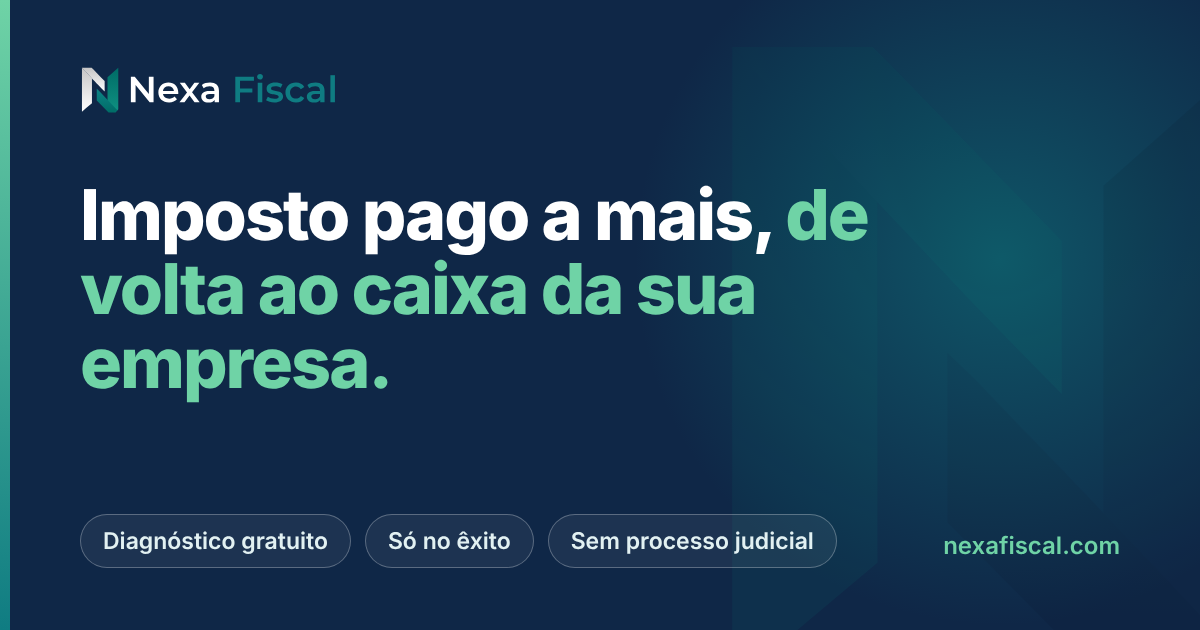 Nexa Fiscal
Imposto pago a mais, de
volta ao caixa da sua
empresa.
Diagnóstico gratuito
Só no êxito
Sem processo judicial
nexafiscal.com